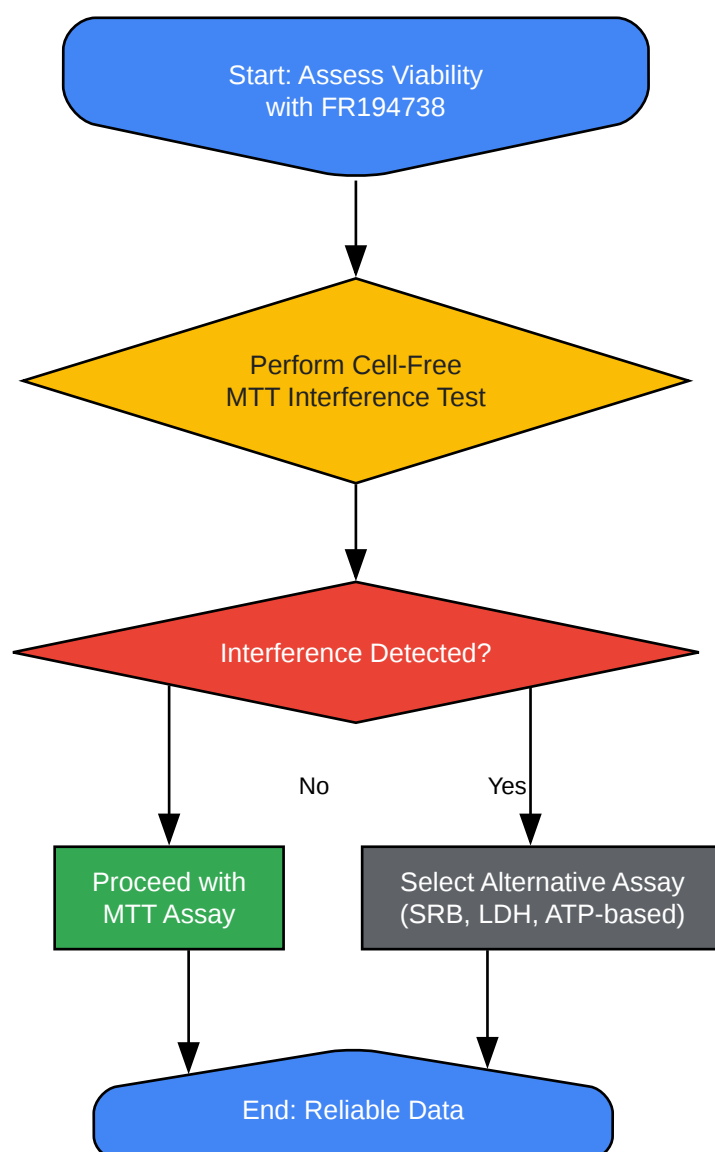 Start: Assess Viability
with FR194738
Perform Cell-Free
MTT Interference Test
Interference Detected?
No
Yes
Proceed with
MTT Assay
Select Alternative Assay
(SRB, LDH, ATP-based)
End: Reliable Data